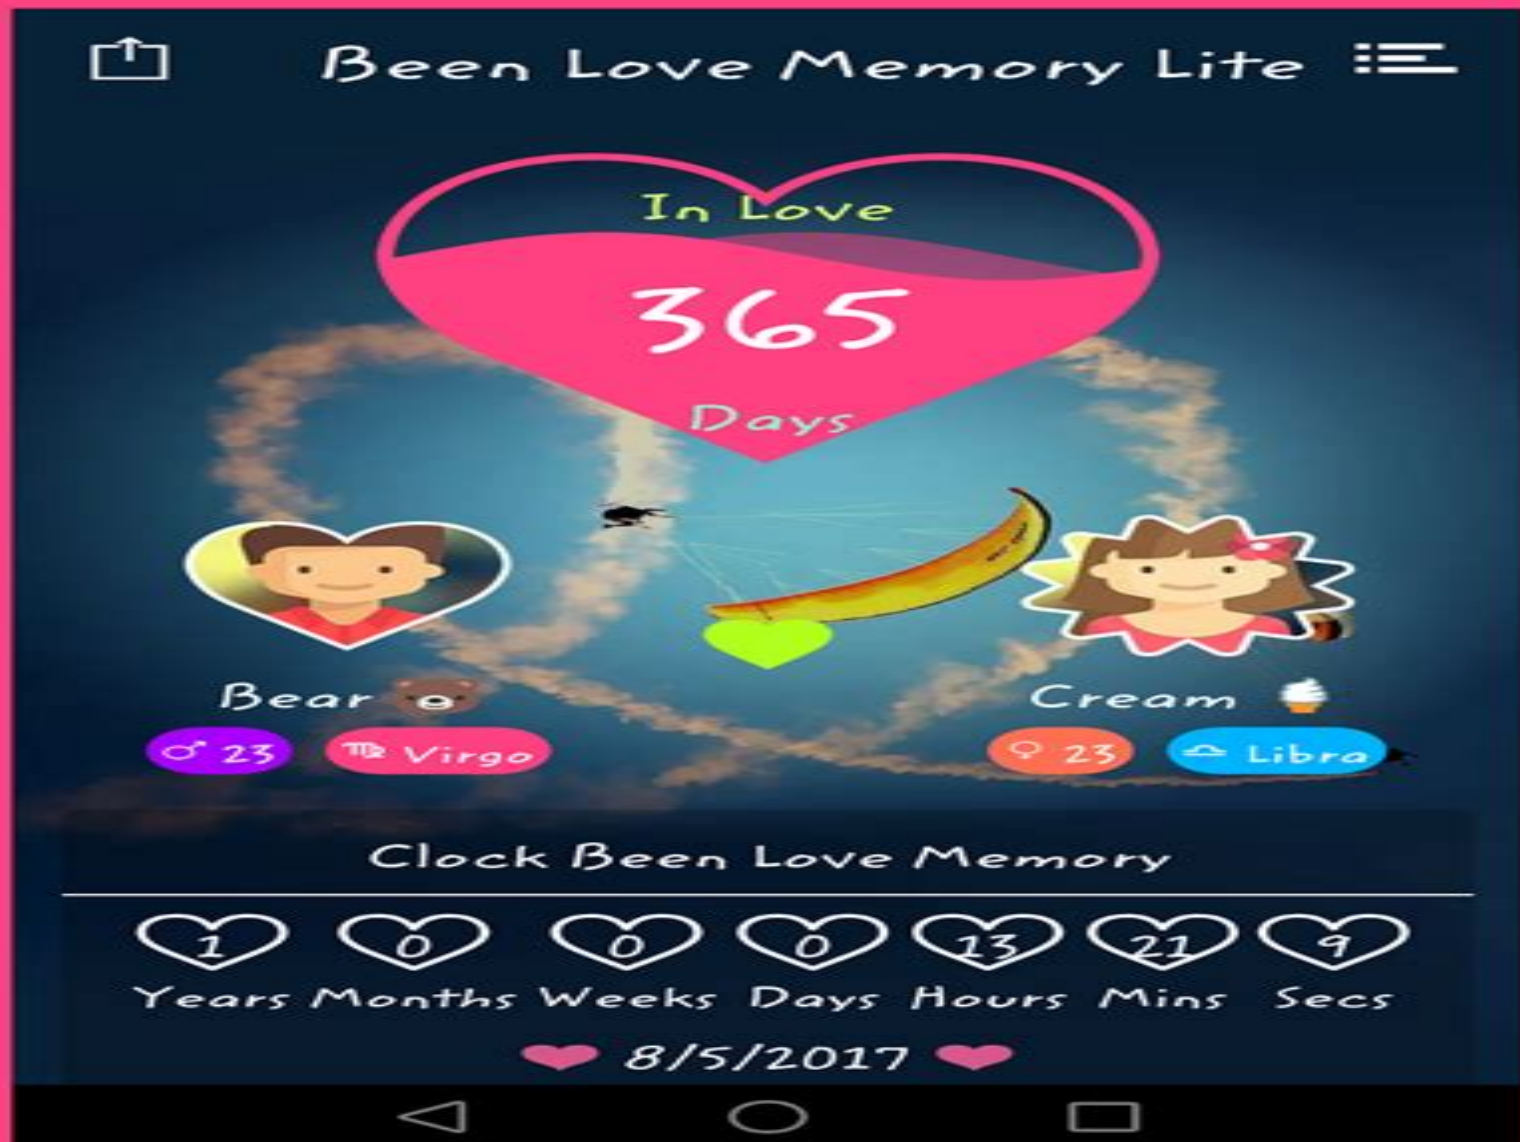 Been Love Memory Lite
In Love
365
Days
Bear Cream
♂ 23 ♍ Virgo ♀ 23 ♎ Libra
Clock Been Love Memory
1 0 0 0 13 21 9
Years Months Weeks Days Hours Mins Secs
8/5/2017